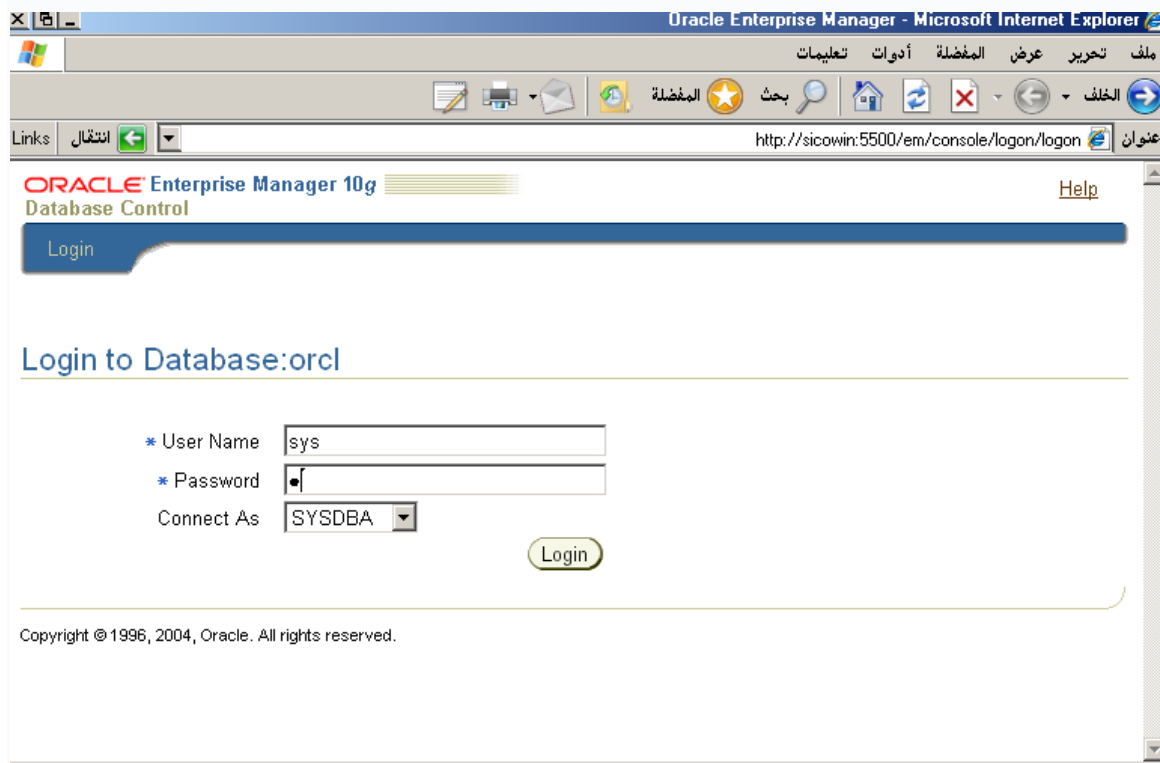 Oracle Enterprise Manager - Microsoft Internet Explorer
ملف تحرير عرض المفضلة أدوات تعليمات
الخلف بحث المفضلة
عنوان http://sicowin:5500/em/console/logon/logon انتقال Links
ORACLE Enterprise Manager 10g
Database Control
Help
Login
Login to Database:orcl
* User Name sys
* Password •
Connect As SYSDBA
Login
Copyright © 1996, 2004, Oracle. All rights reserved.